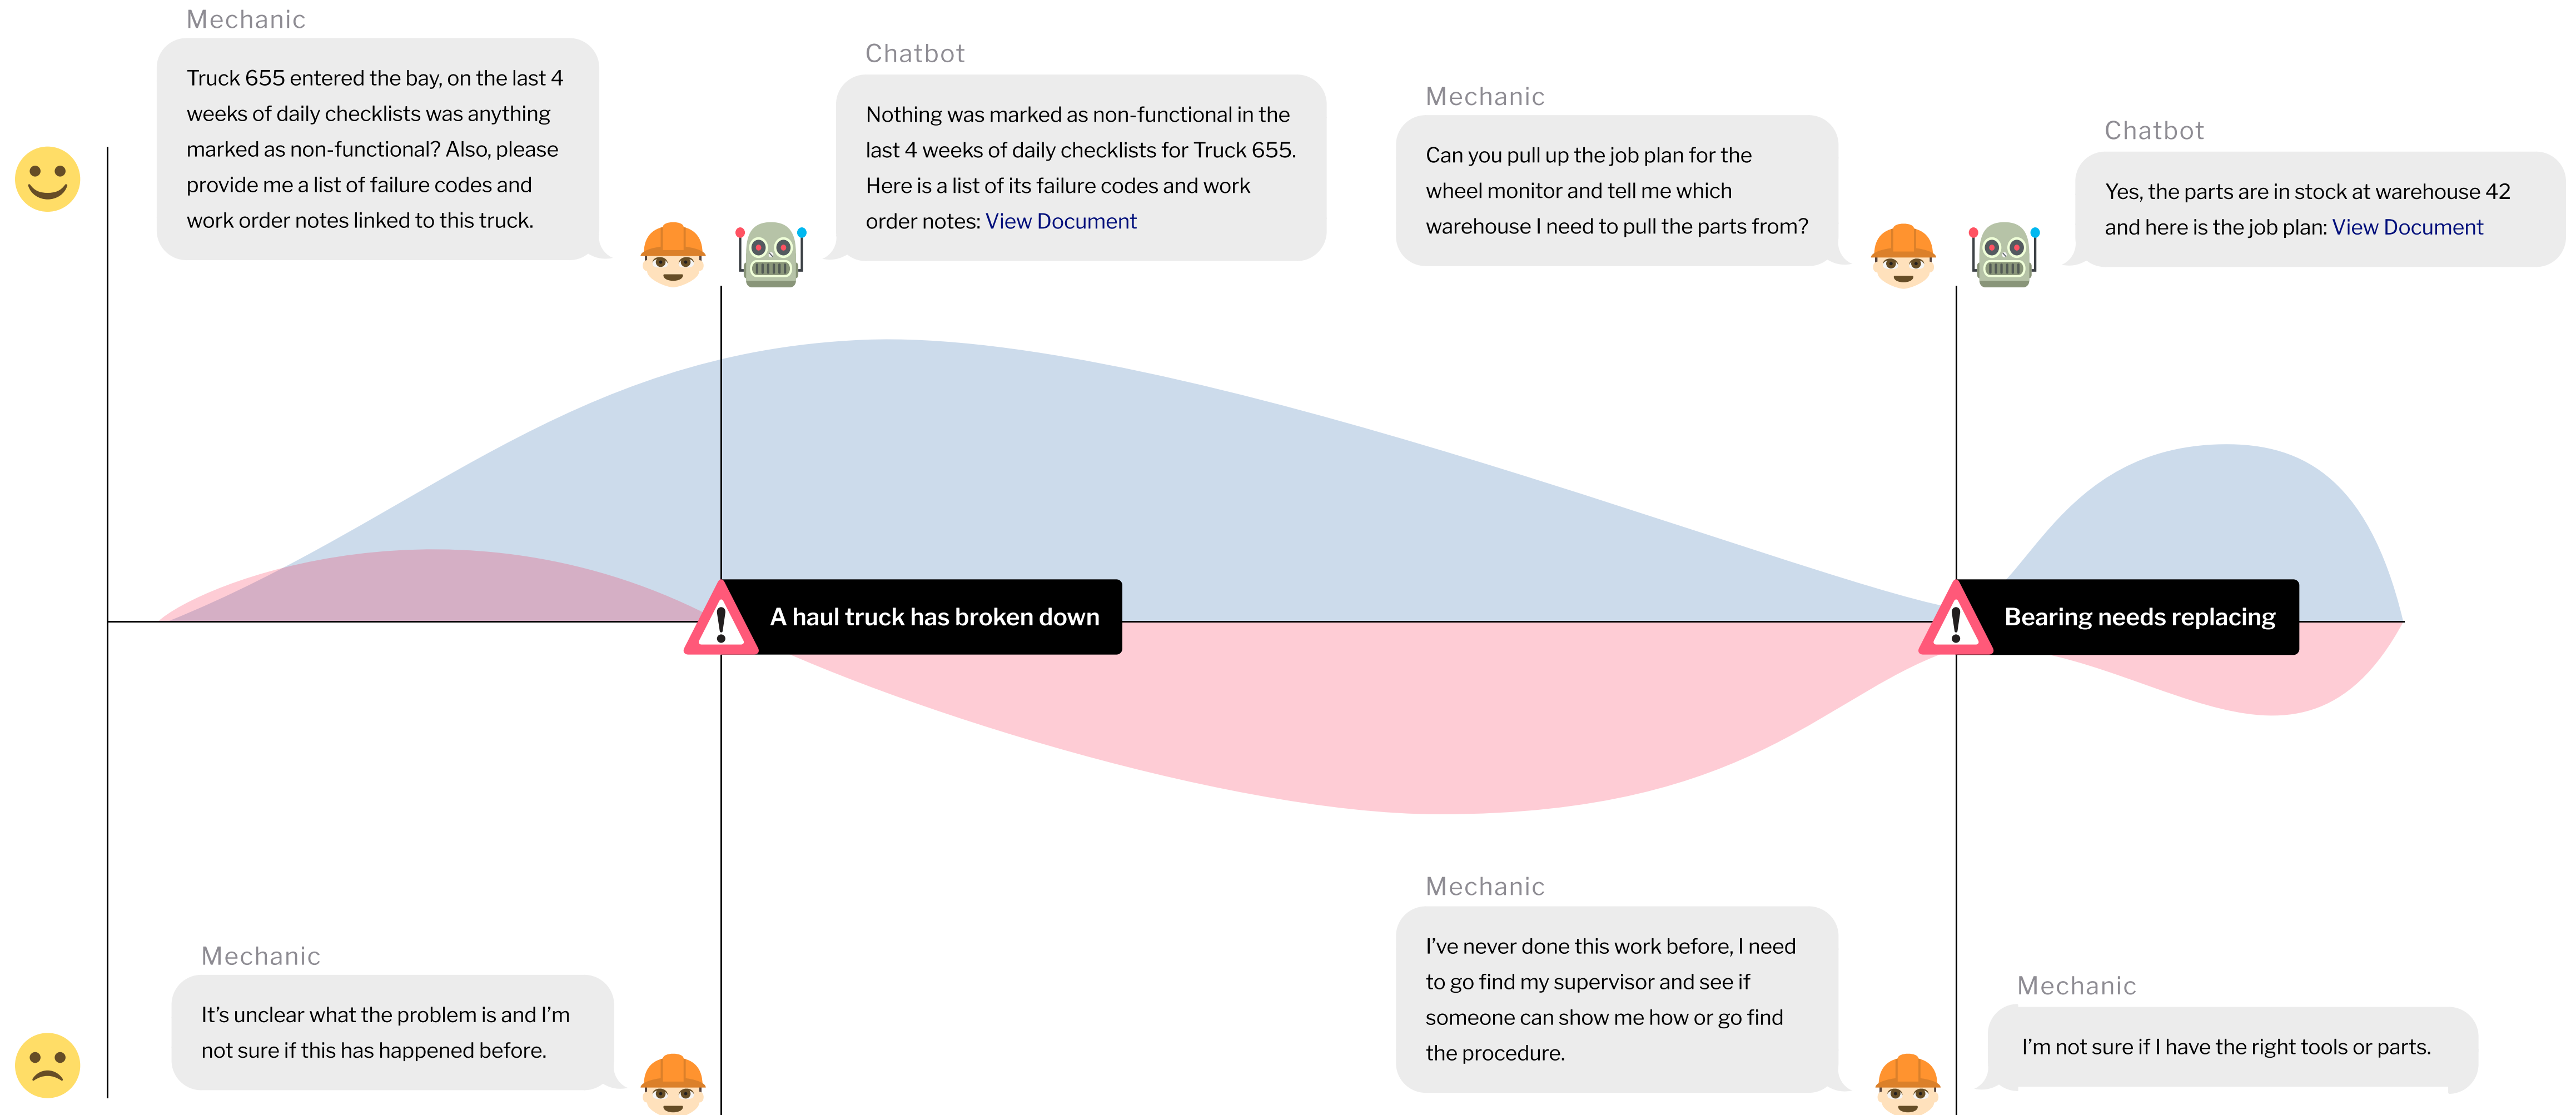 Mechanic
Truck 655 entered the bay, on the last 4
weeks of daily checklists was anything
marked as non-functional? Also, please
provide me a list of failure codes and
work order notes linked to this truck.
Chatbot
Nothing was marked as non-functional in the
last 4 weeks of daily checklists for Truck 655.
Here is a list of its failure codes and work
order notes: View Document
Mechanic
Can you pull up the job plan for the
wheel monitor and tell me which
warehouse I need to pull the parts from?
Chatbot
Yes, the parts are in stock at warehouse 42
and here is the job plan: View Document
A haul truck has broken down
Bearing needs replacing
Mechanic
It’s unclear what the problem is and I’m
not sure if this has happened before.
Mechanic
I’ve never done this work before, I need
to go find my supervisor and see if
someone can show me how or go find
the procedure.
Mechanic
I’m not sure if I have the right tools or parts.